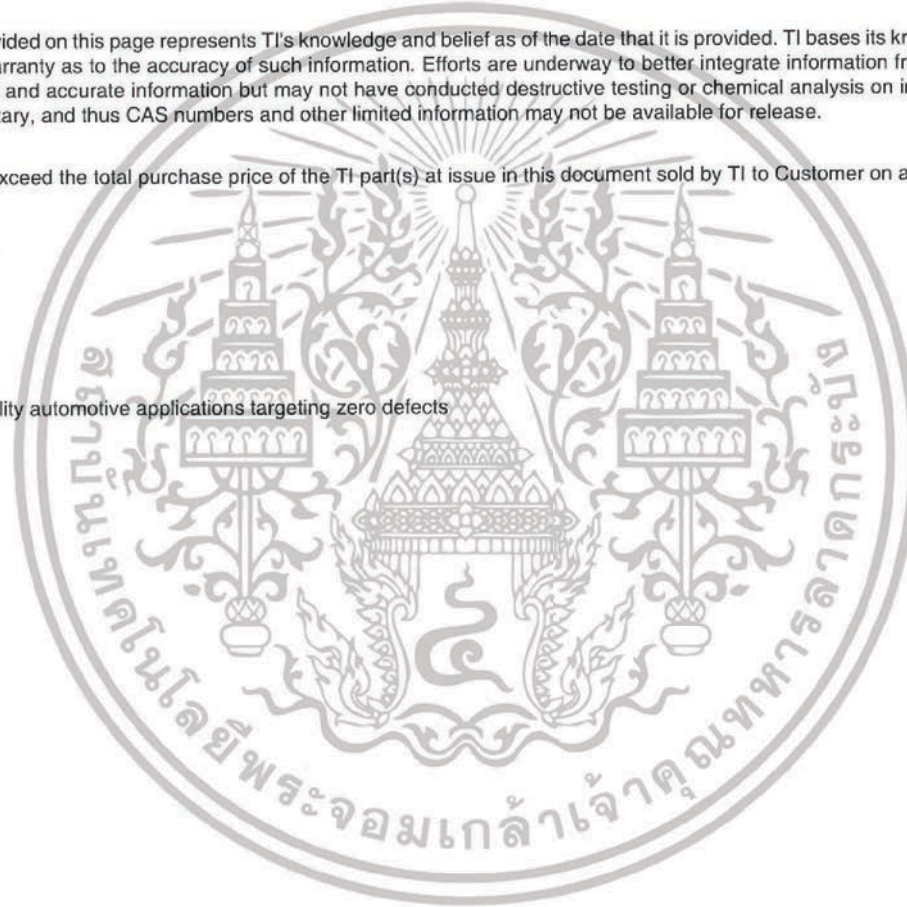 vided on this page represents TI's knowledge and belief as of the date that it is provided. TI bases its kr
arranty as to the accuracy of such information. Efforts are underway to better integrate information fr
and accurate information but may not have conducted destructive testing or chemical analysis on in
tary, and thus CAS numbers and other limited information may not be available for release.
xceed the total purchase price of the TI part(s) at issue in this document sold by TI to Customer on a
lity automotive applications targeting zero defects
สถาบันเทคโนโลยีพระจอมเกล้าเจ้าคุณทหารลาดกระบัง
๔